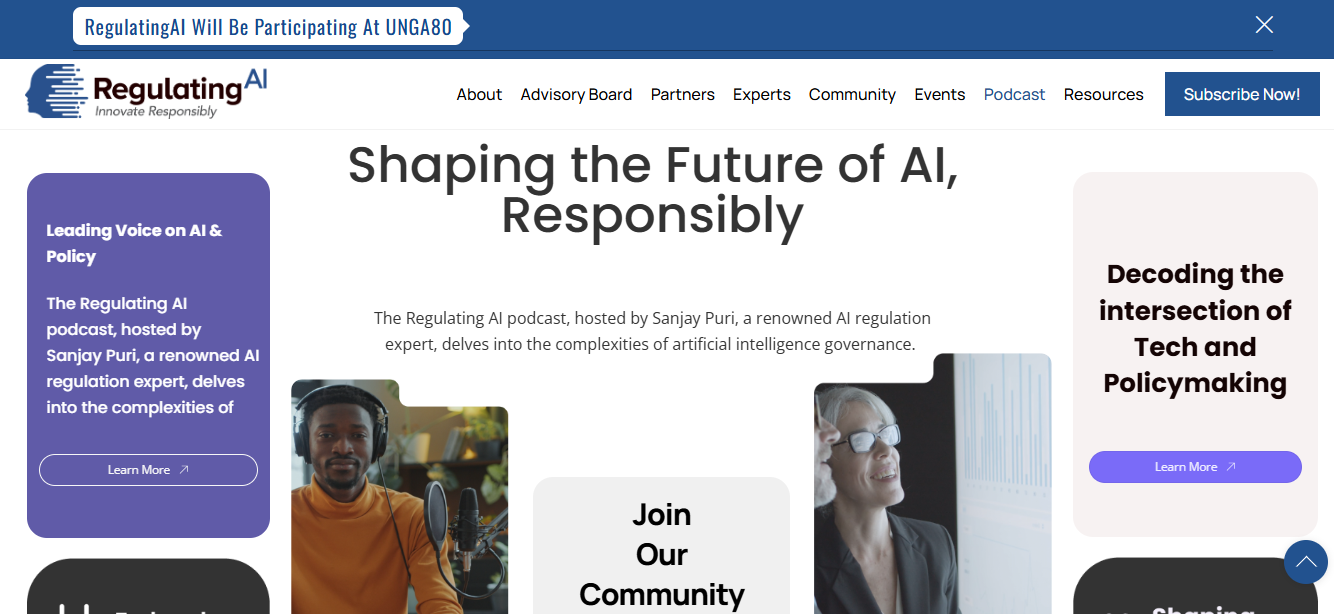 RegulatingAI Will Be Participating At UNGA80
RegulatingAI
Innovate Responsibly
About
Advisory Board
Partners
Experts
Community
Events
Podcast
Resources
Subscribe Now!
Shaping the Future of AI,
Responsibly
Leading Voice on AI &
Policy
The Regulating AI
podcast, hosted by
Sanjay Puri, a renowned AI
regulation expert, delves
into the complexities of
Learn More
The Regulating AI podcast, hosted by Sanjay Puri, a renowned AI regulation
expert, delves into the complexities of artificial intelligence governance.
Join
Our
Community
Decoding the
intersection of
Tech and
Policymaking
Learn More
Shaping